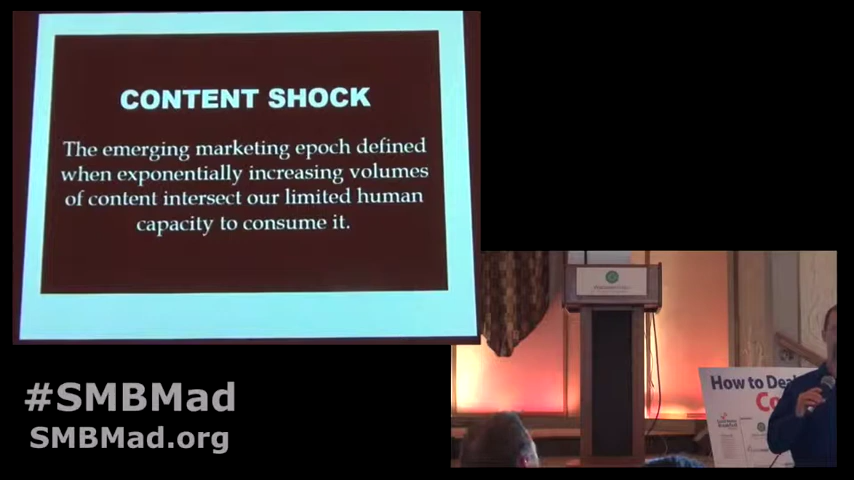 CONTENT SHOCK
The emerging marketing epoch defined
when exponentially increasing volumes
of content intersect our limited human
capacity to consume it.
#SMBMad
SMBMad.org
How to Dea
Co